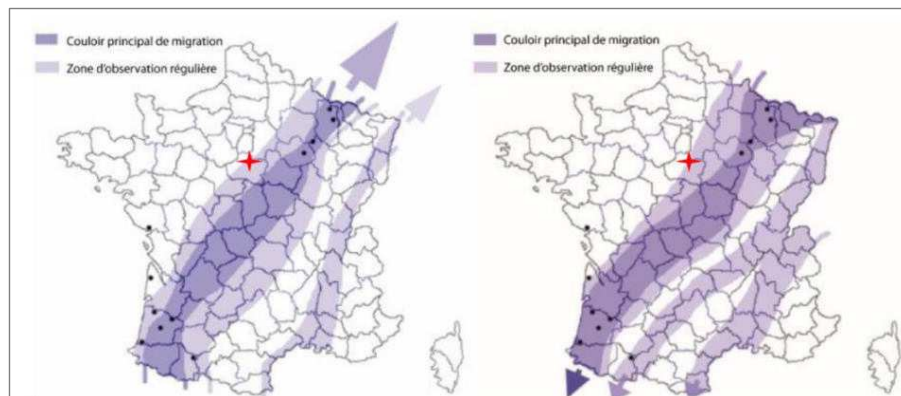 Couloir principal de migration
Zone d'observation régulière
Couloir principal de migration
Zone d'observation régulière